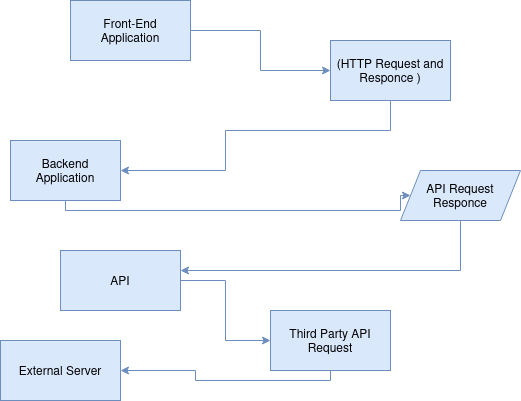 Front-End
Application
(HTTP Request and
Responce )
Backend
Application
API Request
Responce
API
Third Party API
Request
External Server